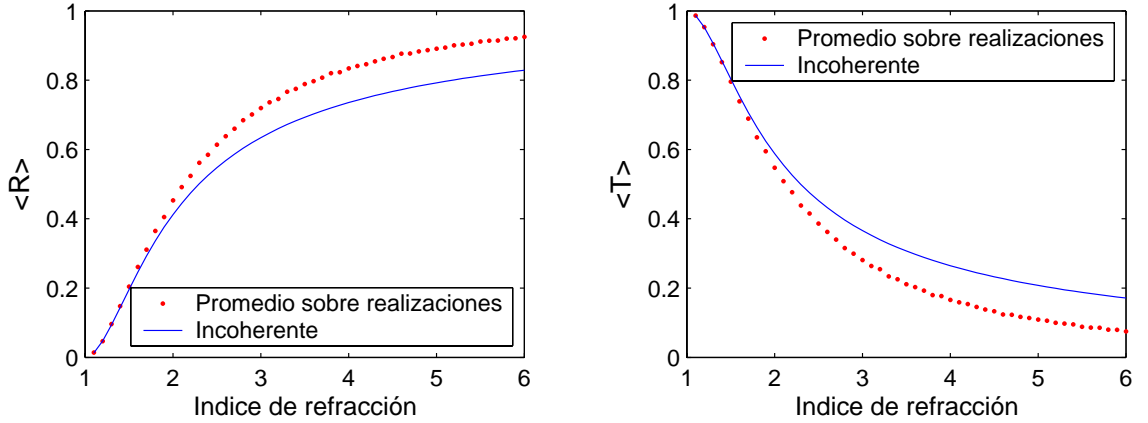 1
0.8
0.6
0.4
0.2
0
<R>
Promedio sobre realizaciones
Incoherente
1 2 3 4 5 6
Indice de refracción
1
0.8
0.6
0.4
0.2
0
<T>
Promedio sobre realizaciones
Incoherente
1 2 3 4 5 6
Indice de refracción